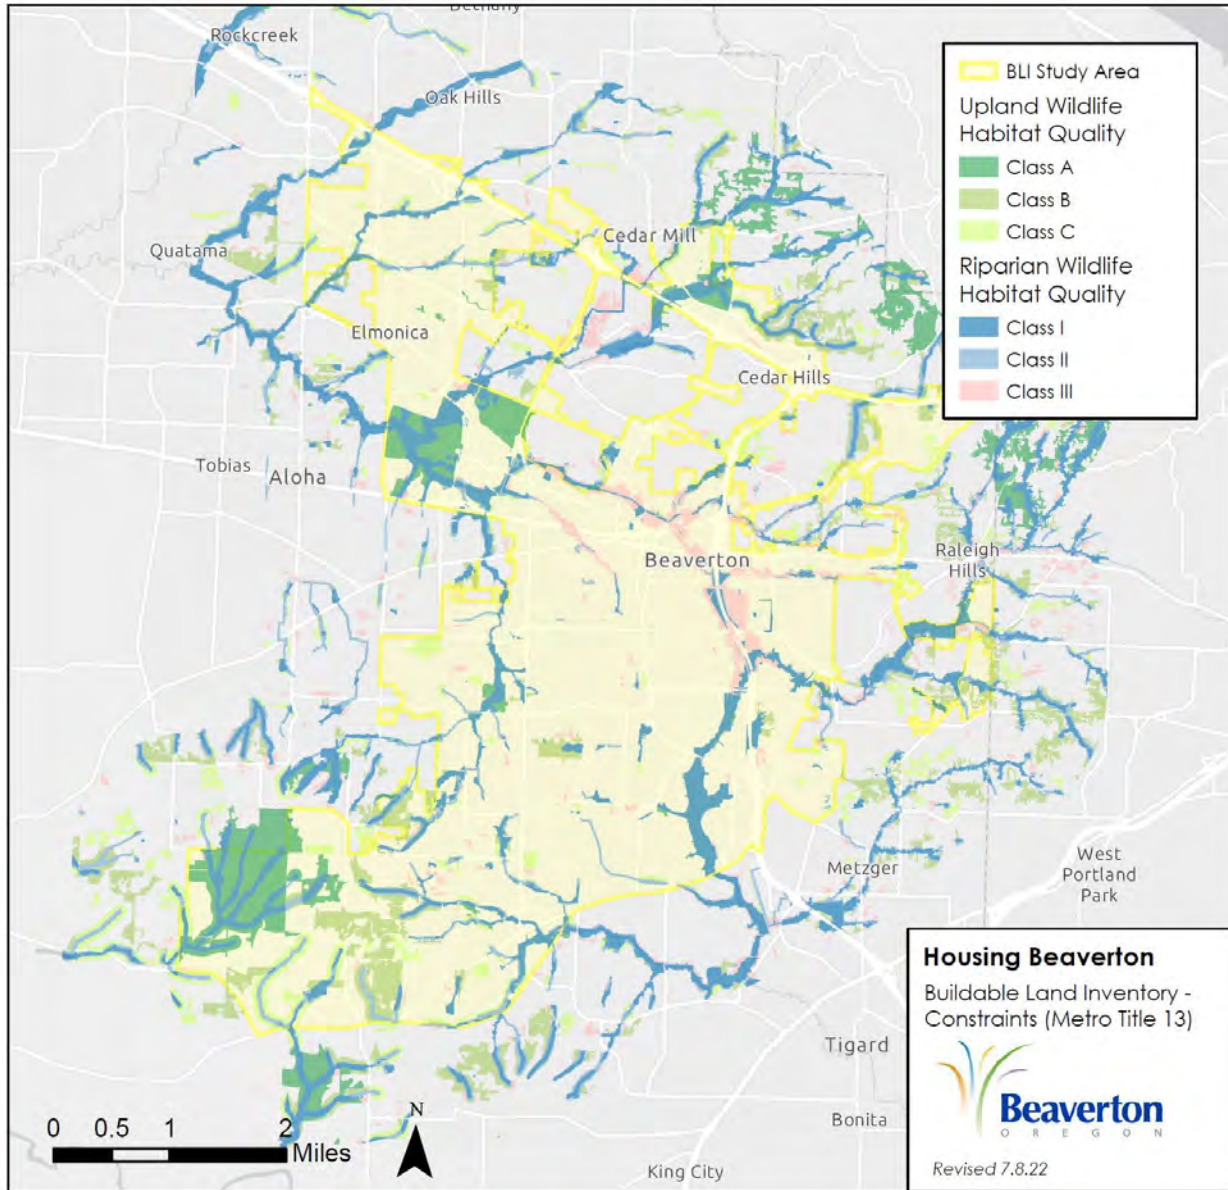 Bethany
Rockcreek
Oak Hills
BLI Study Area
Upland Wildlife
Habitat Quality
Class A
Class B
Class C
Riparian Wildlife
Habitat Quality
Class I
Class II
Class III
Quatama
Cedar Mill
Elmonica
Cedar Hills
Tobias
Aloha
Beaverton
Raleigh
Hills
Metzger
West
Portland
Park
Tigard
Bonita
King City
Housing Beaverton
Buildable Land Inventory -
Constraints (Metro Title 13)
Beaverton
OREGON
Revised 7.8.22
N
0 0.5 1 2
Miles